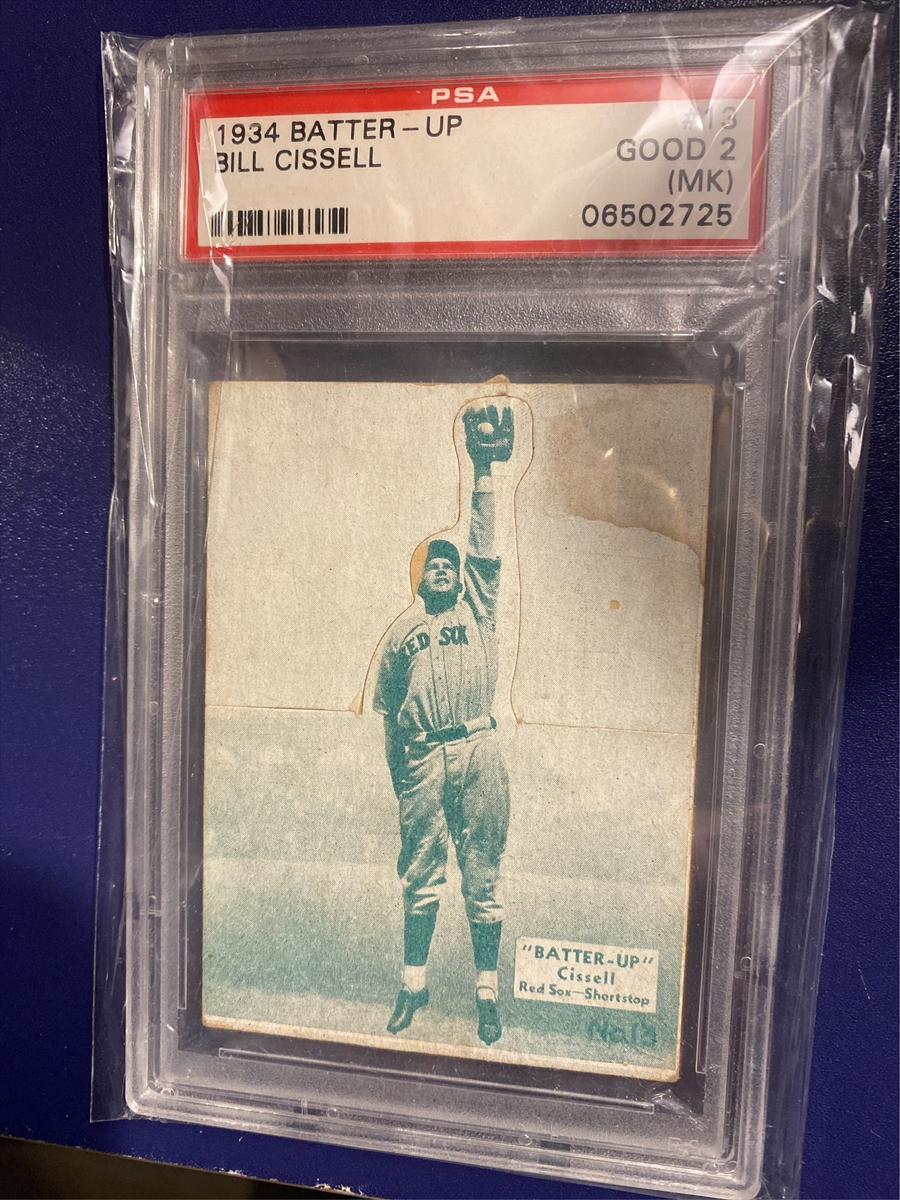 PSA
1934 BATTER-UP #13
BILL CISSELL GOOD 2
(MK)
06502725
RED SOX
"BATTER-UP"
Cissell
Red Sox—Shortstop
No.13